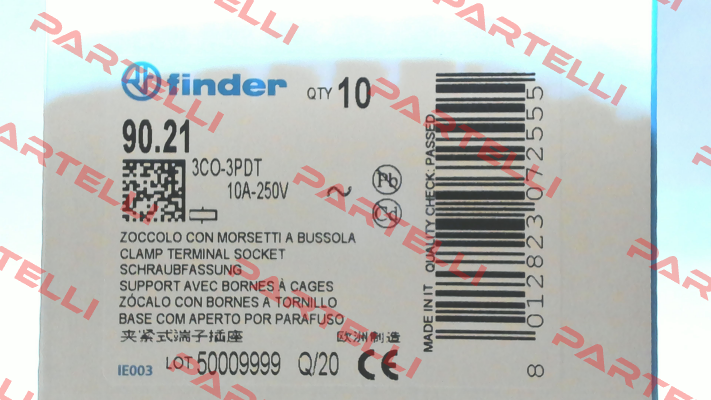 finder
QTY 10
90.21
3CO-3PDT
10A-250V
~
Pb
ZOCCOLO CON MORSETTI A BUSSOLA
CLAMP TERMINAL SOCKET
SCHRAUBFASSUNG
SUPPORT AVEC BORNES À CAGES
ZÓCALO CON BORNES A TORNILLO
BASE COM APERTO POR PARAFUSO
夹紧式端子插座 欧洲制造
IE003 LOT 50009999 Q/20 CE
MADE IN IT QUALITY CHECK: PASSED
8 012823 072555
PARTELLI
PARTELLI
PARTELLI
PARTELLI
PARTELLI
PARTELLI
PARTELLI